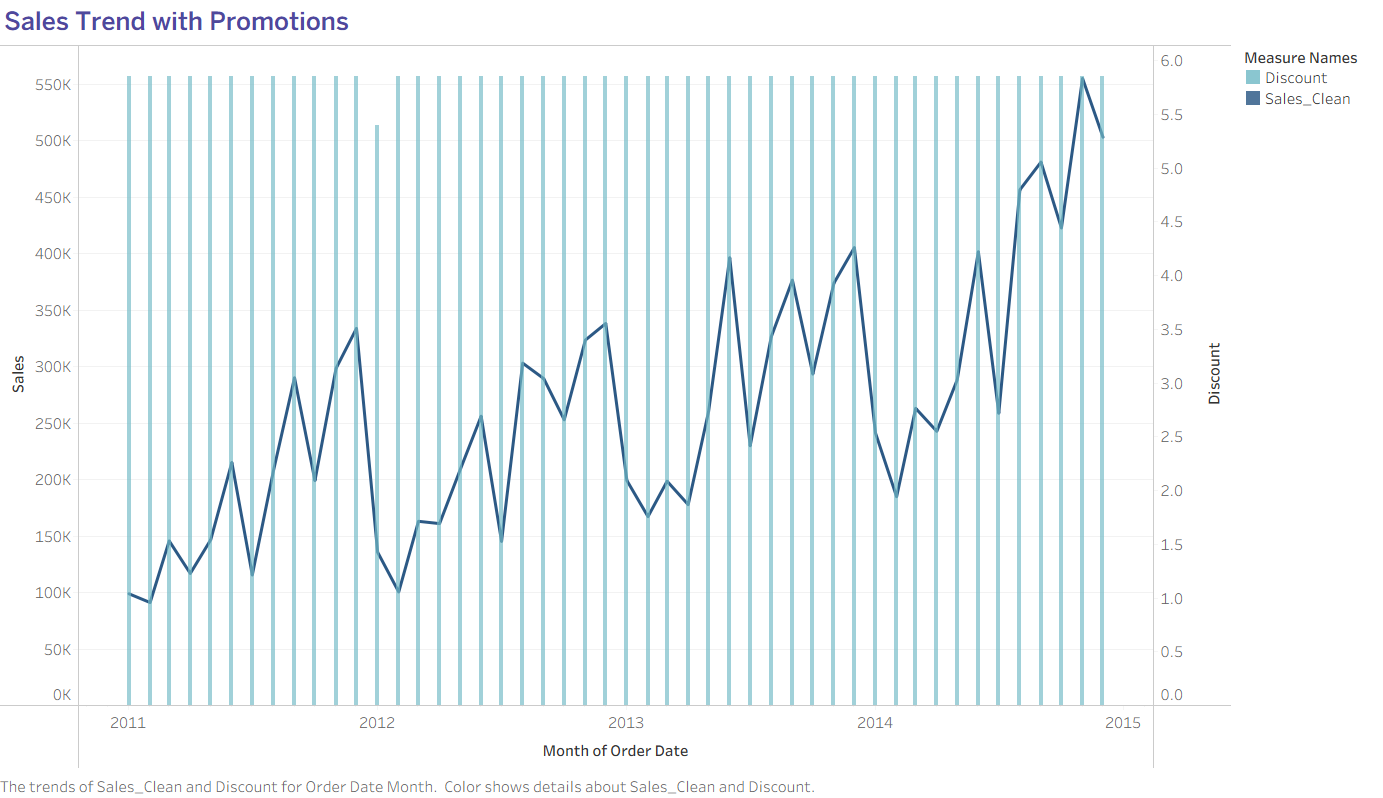 Sales Trend with Promotions
Measure Names
Discount
Sales_Clean
550K
500K
450K
400K
350K
300K
250K
200K
150K
100K
50K
0K
Sales
6.0
5.5
5.0
4.5
4.0
3.5
3.0
2.5
2.0
1.5
1.0
0.5
0.0
Discount
2011 2012 2013 2014 2015
Month of Order Date
The trends of Sales_Clean and Discount for Order Date Month. Color shows details about Sales_Clean and Discount.